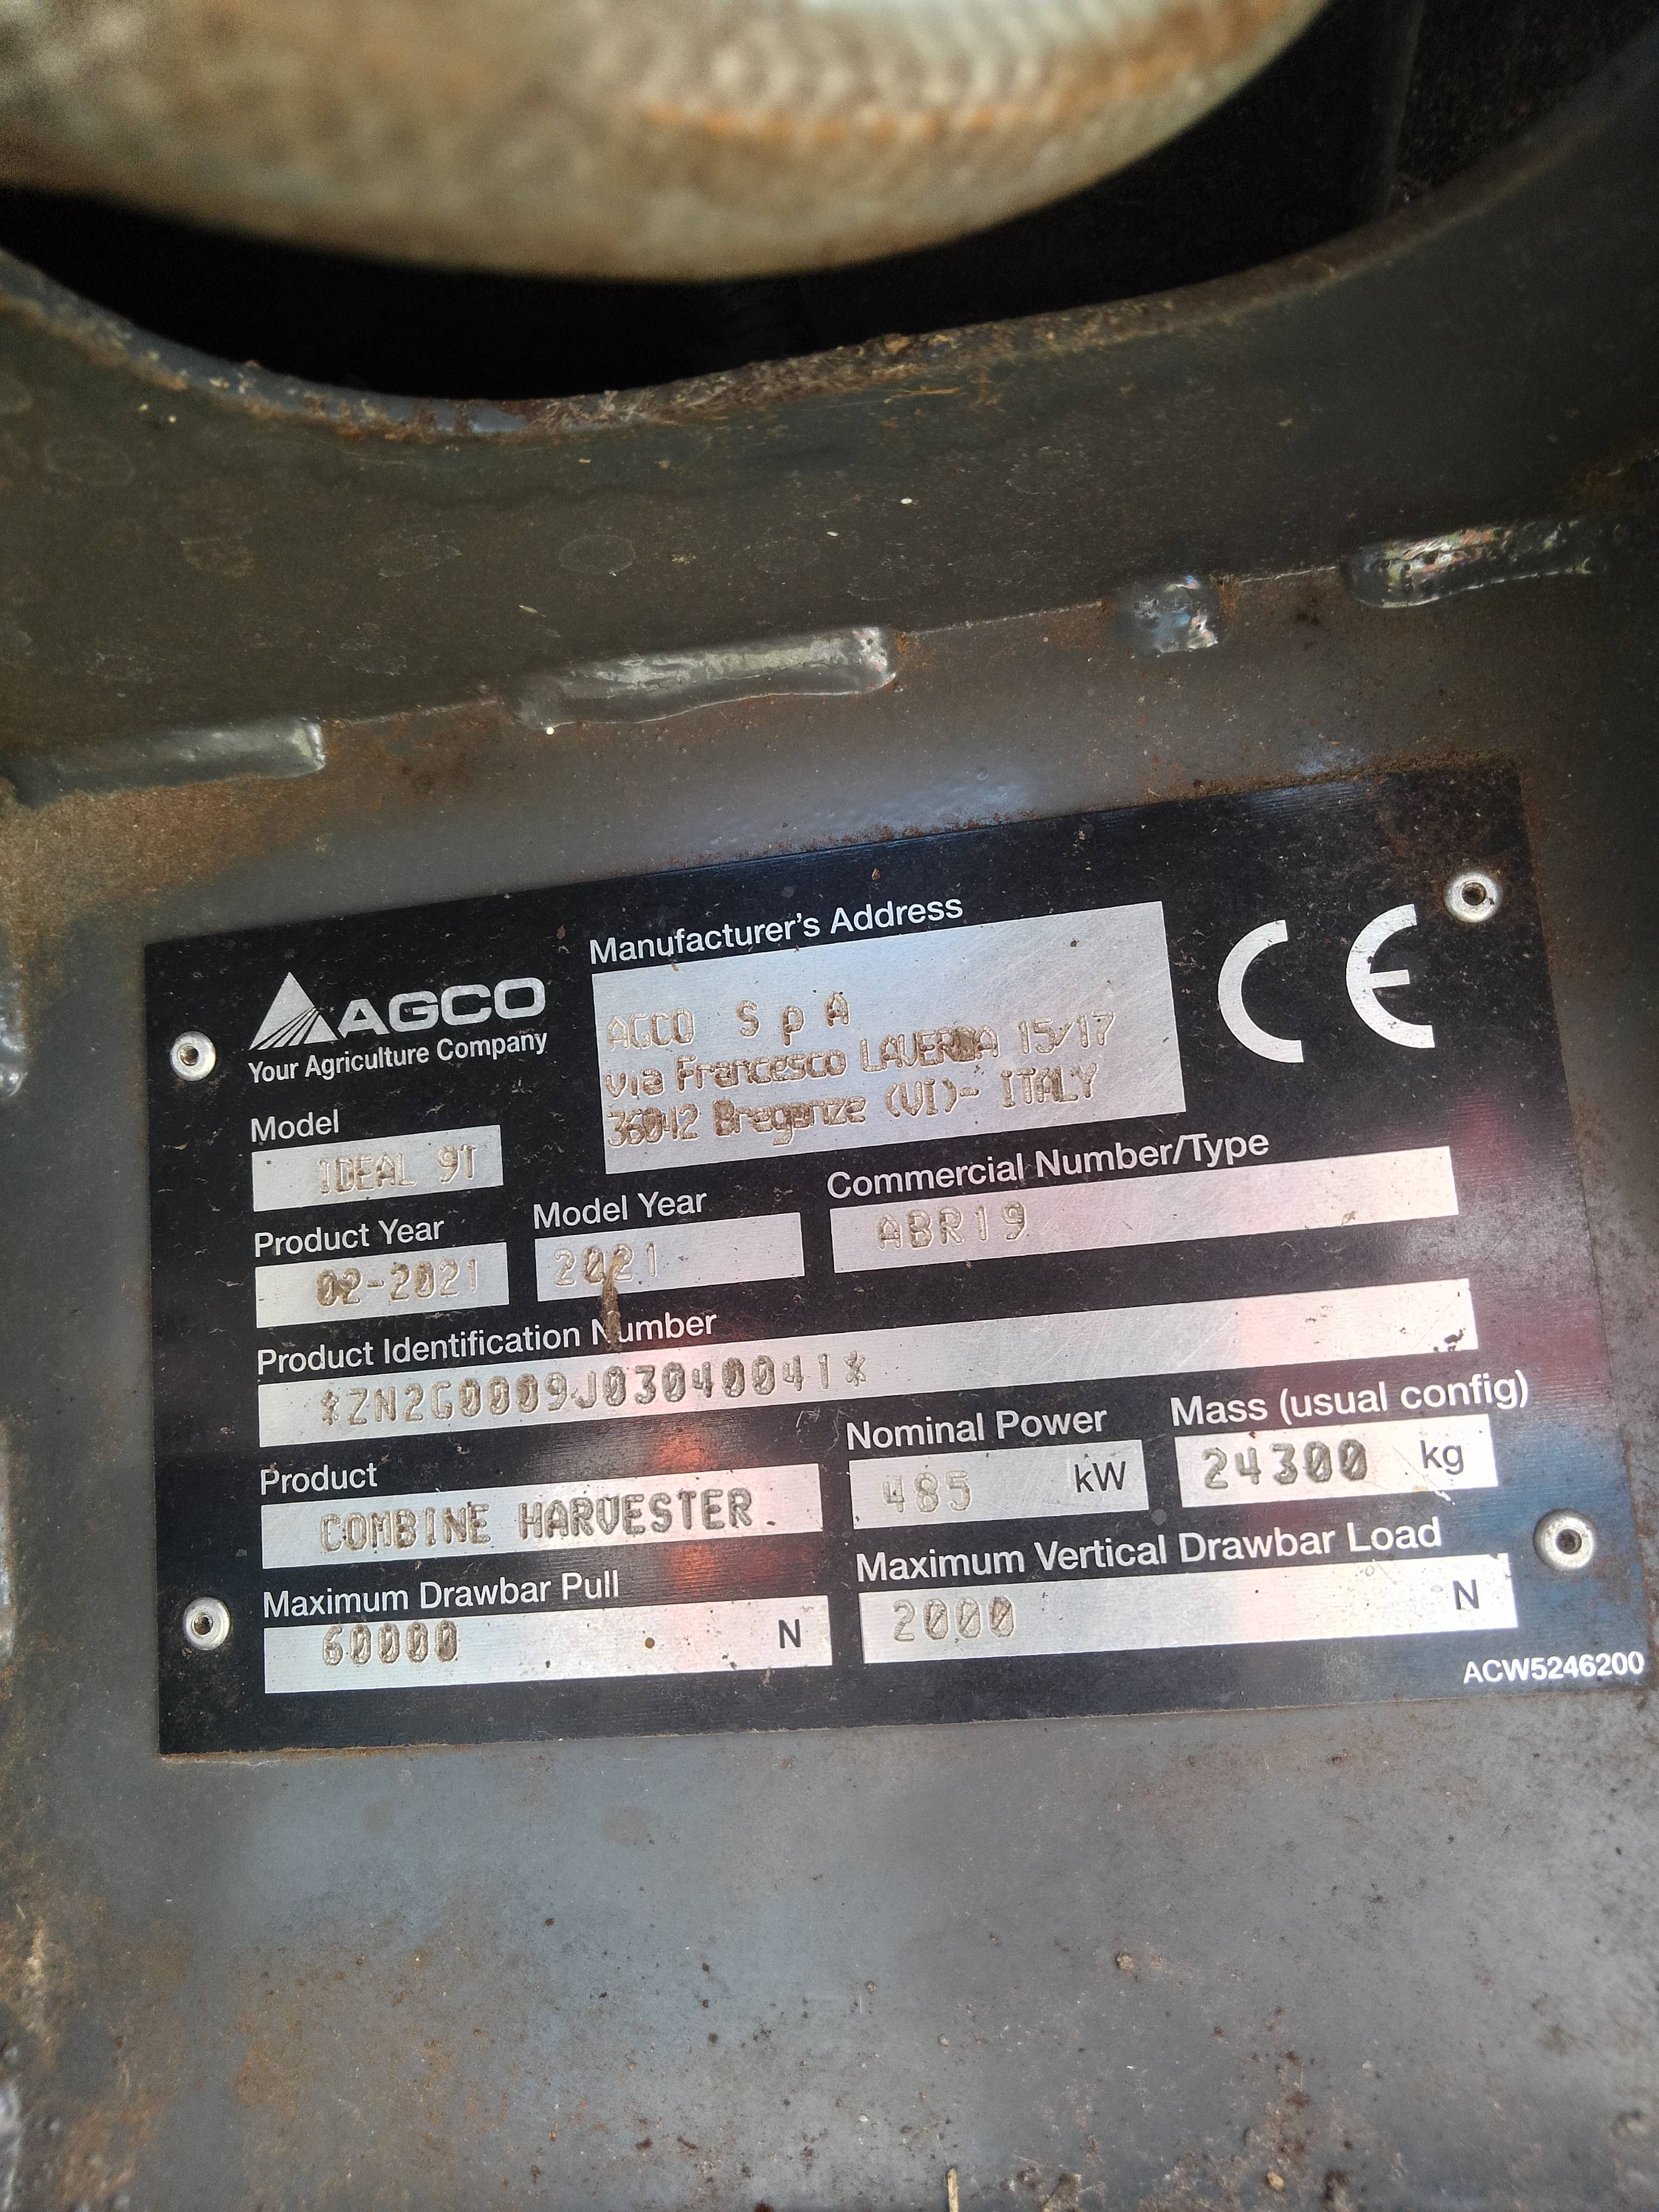 AGCO
Your Agriculture Company
Manufacturer's Address
AGCO S p A
via Francesco LAVERDA 15/17
36042 Breganze (VI)- ITALY
CE
Model
IDEAL 9T
Product Year
02-2021
Model Year
2021
Commercial Number/Type
ABR19
Product Identification Number
*ZN2G0009J03040041*
Product
COMBINE HARVESTER
Nominal Power
485 kW
Mass (usual config)
24300 kg
Maximum Drawbar Pull
60000 N
Maximum Vertical Drawbar Load
2000 N
ACW5246200